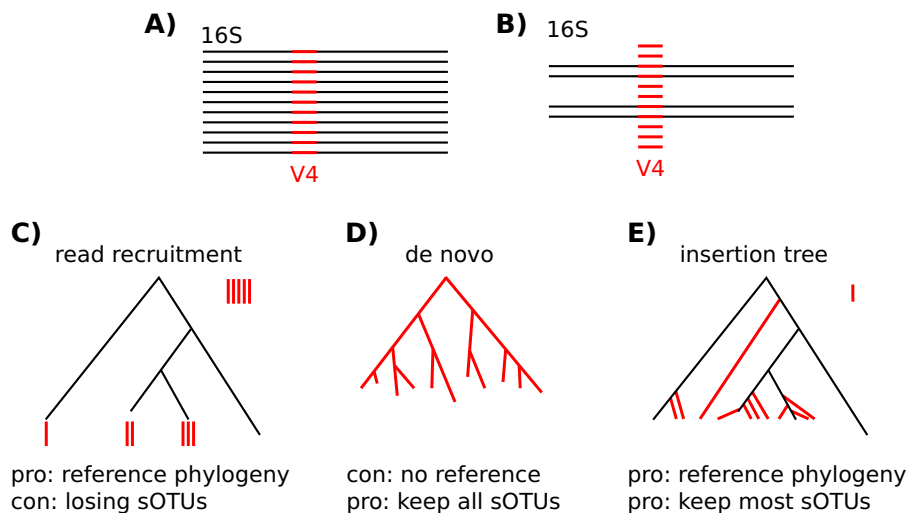 A)
16S
V4
B)
16S
V4
C)
read recruitment
pro: reference phylogeny
con: losing sOTUs
D)
de novo
con: no reference
pro: keep all sOTUs
E)
insertion tree
pro: reference phylogeny
pro: keep most sOTUs